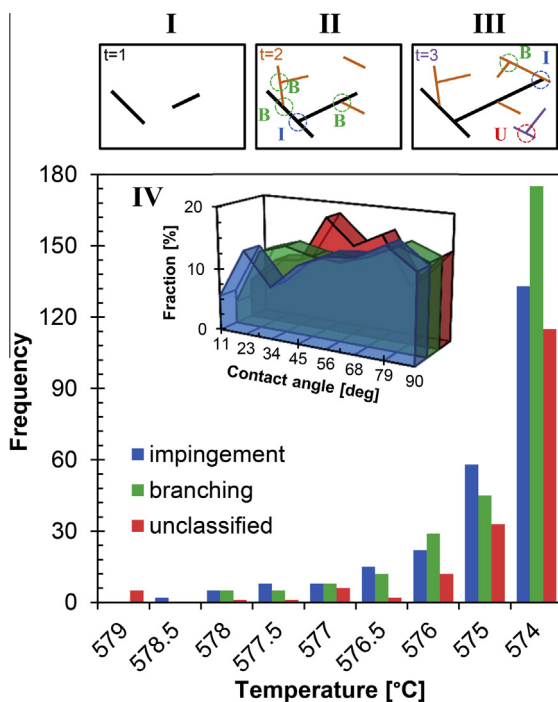 I II III
t=1
t=2
B
B
B
I
t=3
B
I
U
IV
180
150
120
90
60
30
0
Frequency
20
10
0
Fraction [%]
11 23 34 45 56 68 79 90
Contact angle [deg]
impingement
branching
unclassified
579 578.5 578 577.5 577 576.5 576 575 574
Temperature [°C]